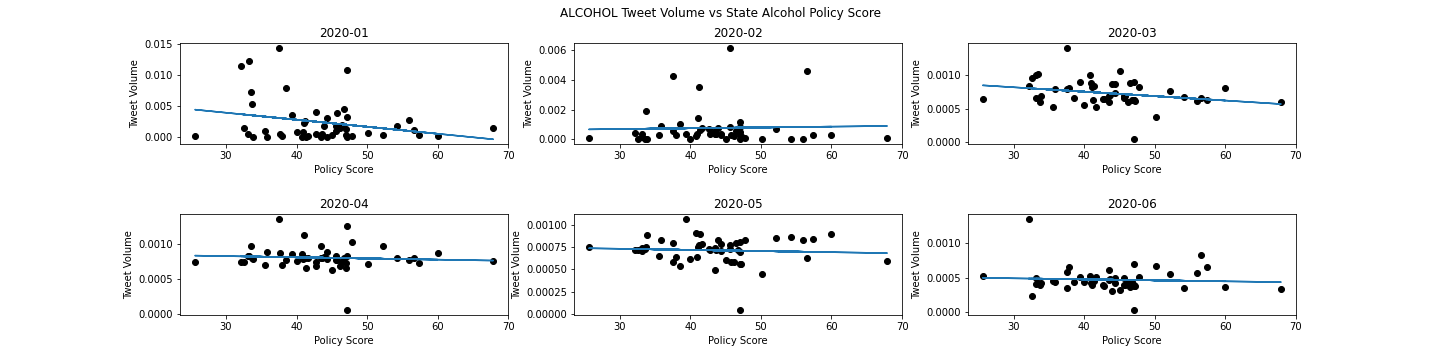 ALCOHOL Tweet Volume vs State Alcohol Policy Score
2020-01
0.015
0.010
0.005
0.000
Tweet Volume
30 40 50 60 70
Policy Score
2020-02
0.006
0.004
0.002
0.000
Tweet Volume
30 40 50 60 70
Policy Score
2020-03
0.0010
0.0005
0.0000
Tweet Volume
30 40 50 60 70
Policy Score
2020-04
0.0010
0.0005
0.0000
Tweet Volume
30 40 50 60 70
Policy Score
2020-05
0.00100
0.00075
0.00050
0.00025
0.00000
Tweet Volume
30 40 50 60 70
Policy Score
2020-06
0.0010
0.0005
0.0000
Tweet Volume
30 40 50 60 70
Policy Score